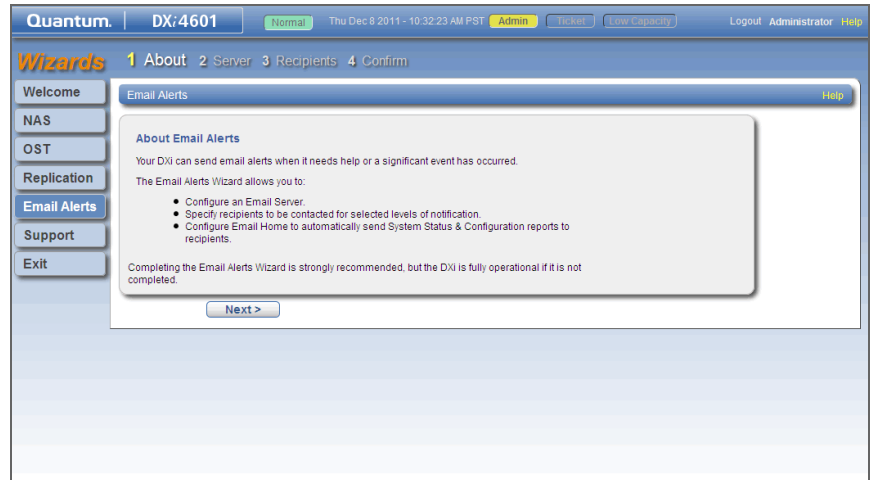 Quantum. DXi4601 Normal Thu Dec 8 2011 - 10:32:23 AM PST Admin Ticket Low Capacity Logout Administrator Help
Wizards 1 About 2 Server 3 Recipients 4 Confirm
Welcome
NAS
OST
Replication
Email Alerts
Support
Exit
Email Alerts Help
About Email Alerts
Your DXi can send email alerts when it needs help or a significant event has occurred.
The Email Alerts Wizard allows you to:
● Configure an Email Server.
● Specify recipients to be contacted for selected levels of notification.
● Configure Email Home to automatically send System Status & Configuration reports to
recipients.
Completing the Email Alerts Wizard is strongly recommended, but the DXi is fully operational if it is not
completed.
Next >